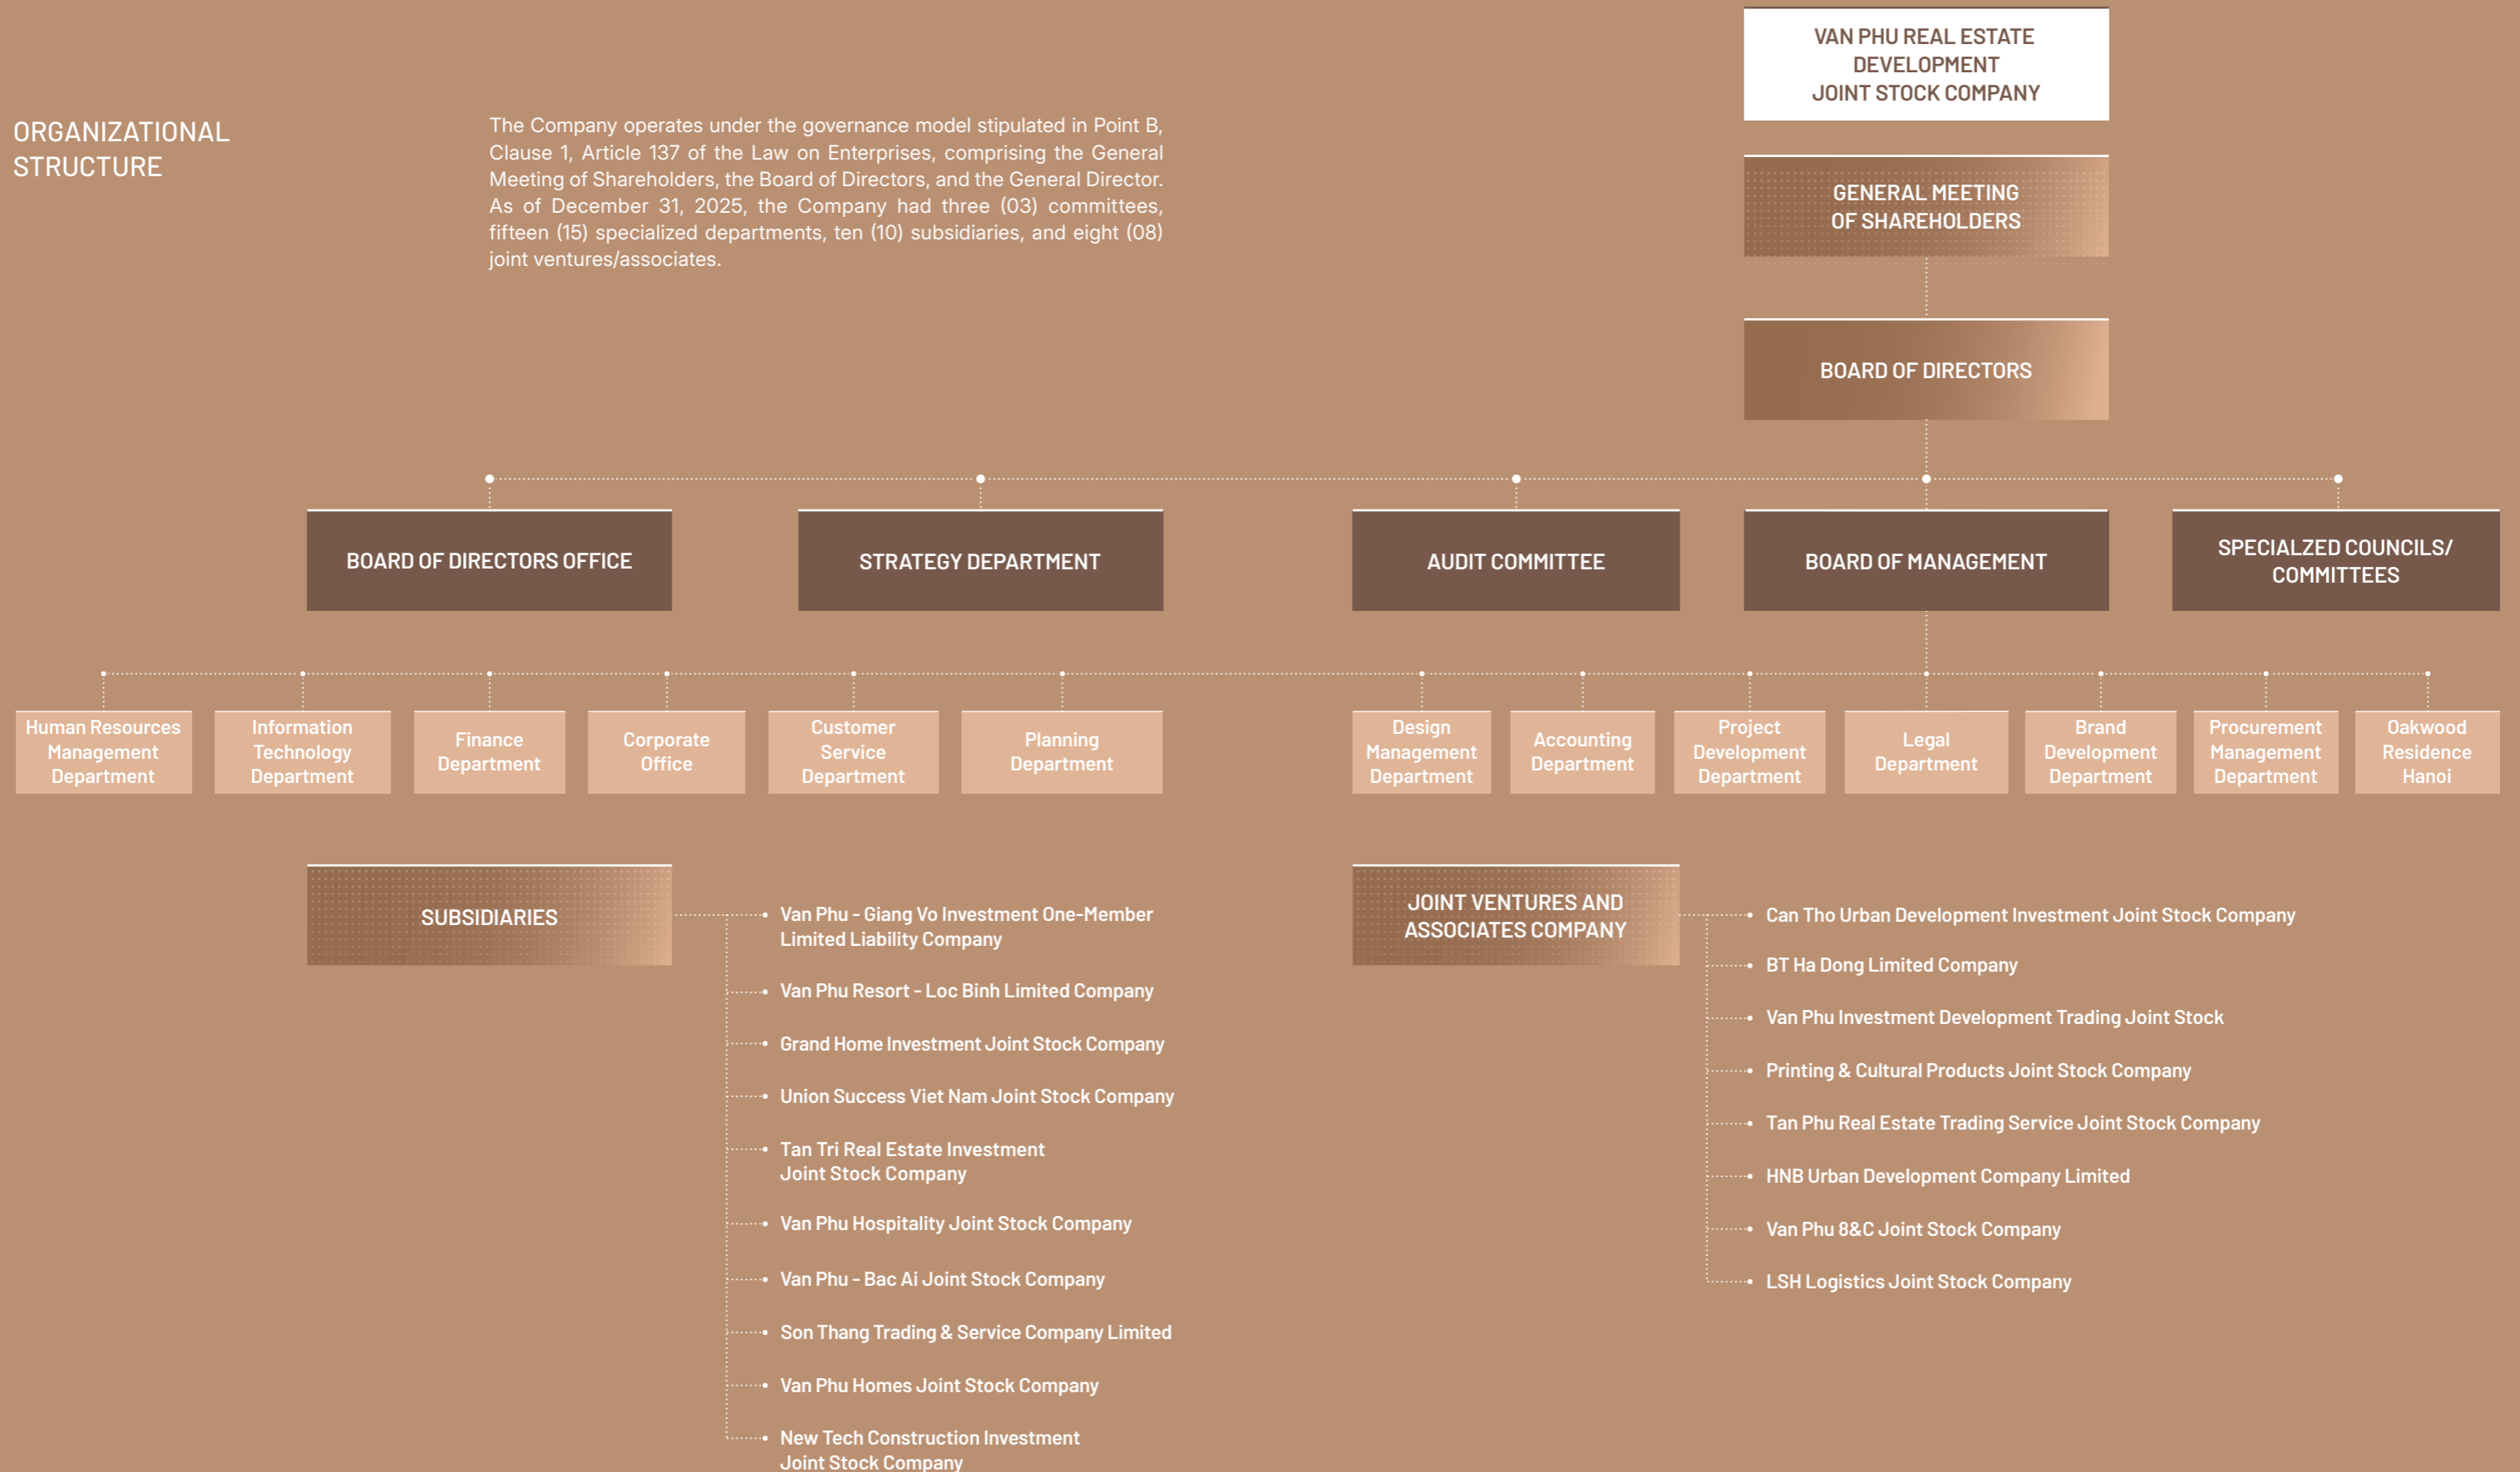 ORGANIZATIONAL
STRUCTURE
The Company operates under the governance model stipulated in Point B,
Clause 1, Article 137 of the Law on Enterprises, comprising the General
Meeting of Shareholders, the Board of Directors, and the General Director.
As of December 31, 2025, the Company had three (03) committees,
fifteen (15) specialized departments, ten (10) subsidiaries, and eight (08)
joint ventures/associates.
VAN PHU REAL ESTATE
DEVELOPMENT
JOINT STOCK COMPANY
GENERAL MEETING
OF SHAREHOLDERS
BOARD OF DIRECTORS
BOARD OF DIRECTORS OFFICE
STRATEGY DEPARTMENT
AUDIT COMMITTEE
BOARD OF MANAGEMENT
SPECIALZED COUNCILS/
COMMITTEES
Human Resources
Management
Department
Information
Technology
Department
Finance
Department
Corporate
Office
Customer
Service
Department
Planning
Department
Design
Management
Department
Accounting
Department
Project
Development
Department
Legal
Department
Brand
Development
Department
Procurement
Management
Department
Oakwood
Residence
Hanoi
SUBSIDIARIES
Van Phu - Giang Vo Investment One-Member
Limited Liability Company
Van Phu Resort - Loc Binh Limited Company
Grand Home Investment Joint Stock Company
Union Success Viet Nam Joint Stock Company
Tan Tri Real Estate Investment
Joint Stock Company
Van Phu Hospitality Joint Stock Company
Van Phu - Bac Ai Joint Stock Company
Son Thang Trading & Service Company Limited
Van Phu Homes Joint Stock Company
New Tech Construction Investment
Joint Stock Company
JOINT VENTURES AND
ASSOCIATES COMPANY
Can Tho Urban Development Investment Joint Stock Company
BT Ha Dong Limited Company
Van Phu Investment Development Trading Joint Stock
Printing & Cultural Products Joint Stock Company
Tan Phu Real Estate Trading Service Joint Stock Company
HNB Urban Development Company Limited
Van Phu 8&C Joint Stock Company
LSH Logistics Joint Stock Company